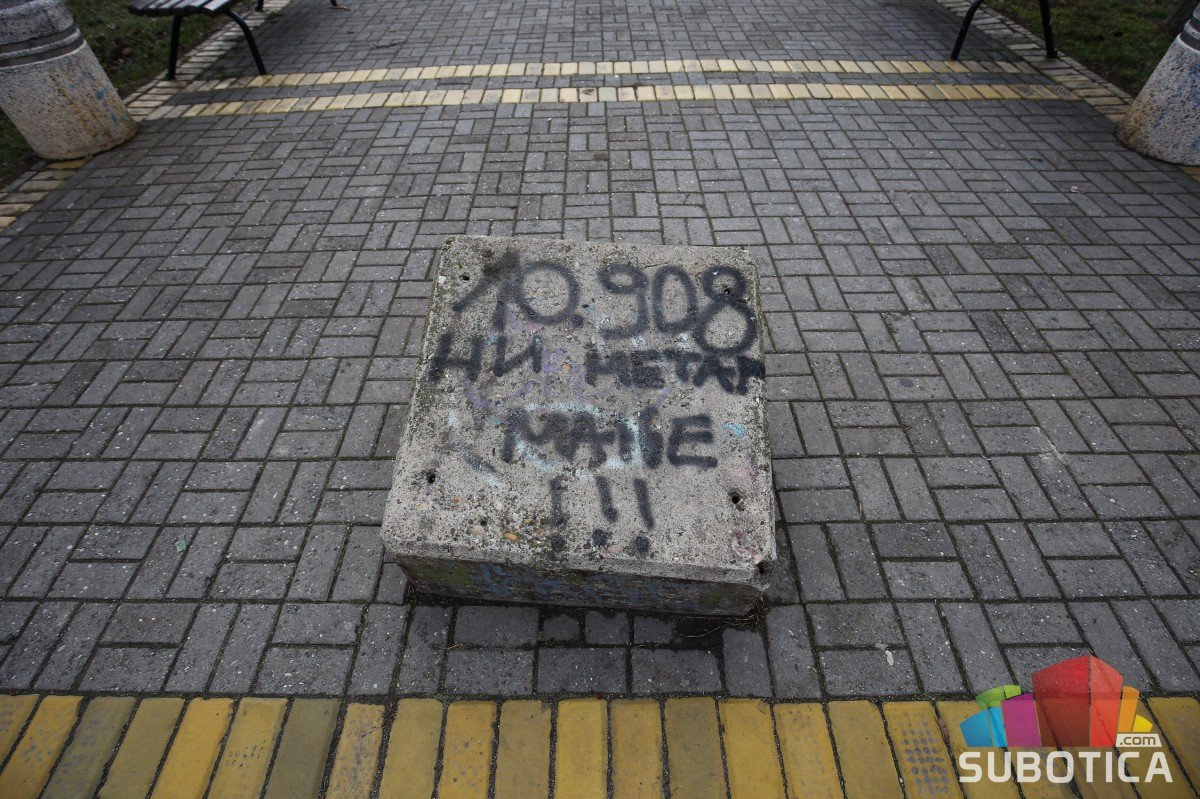 10.908
НИ МЕТАР
МАЊЕ
!!!
.com
SUBOTICA